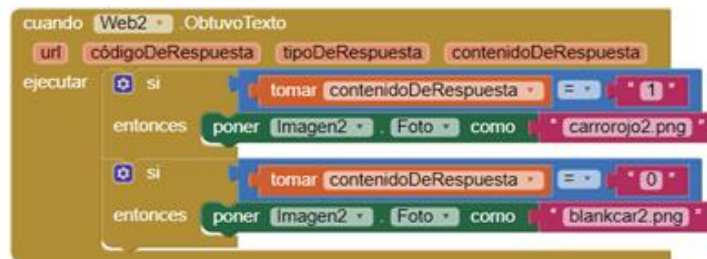 cuando Web2 .ObtuvoTexto
url códigoDeRespuesta tipoDeRespuesta contenidoDeRespuesta
ejecutar si tomar contenidoDeRespuesta = " 1 "
entonces poner Imagen2 . Foto como " carrorojo2.png "
si tomar contenidoDeRespuesta = " 0 "
entonces poner Imagen2 . Foto como " blankcar2.png "